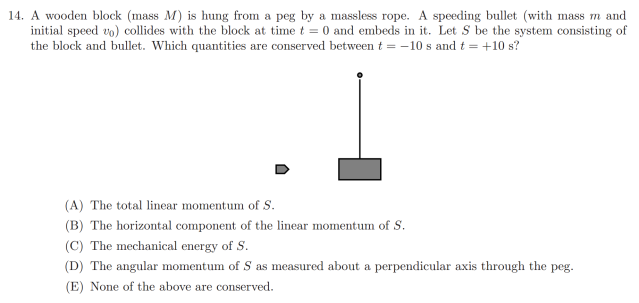 14. A wooden block (mass M) is hung from a peg by a massless rope. A speeding bullet (with mass m and
initial speed v₀) collides with the block at time t = 0 and embeds in it. Let S be the system consisting of
the block and bullet. Which quantities are conserved between t = −10 s and t = +10 s?
(A) The total linear momentum of S.
(B) The horizontal component of the linear momentum of S.
(C) The mechanical energy of S.
(D) The angular momentum of S as measured about a perpendicular axis through the peg.
(E) None of the above are conserved.